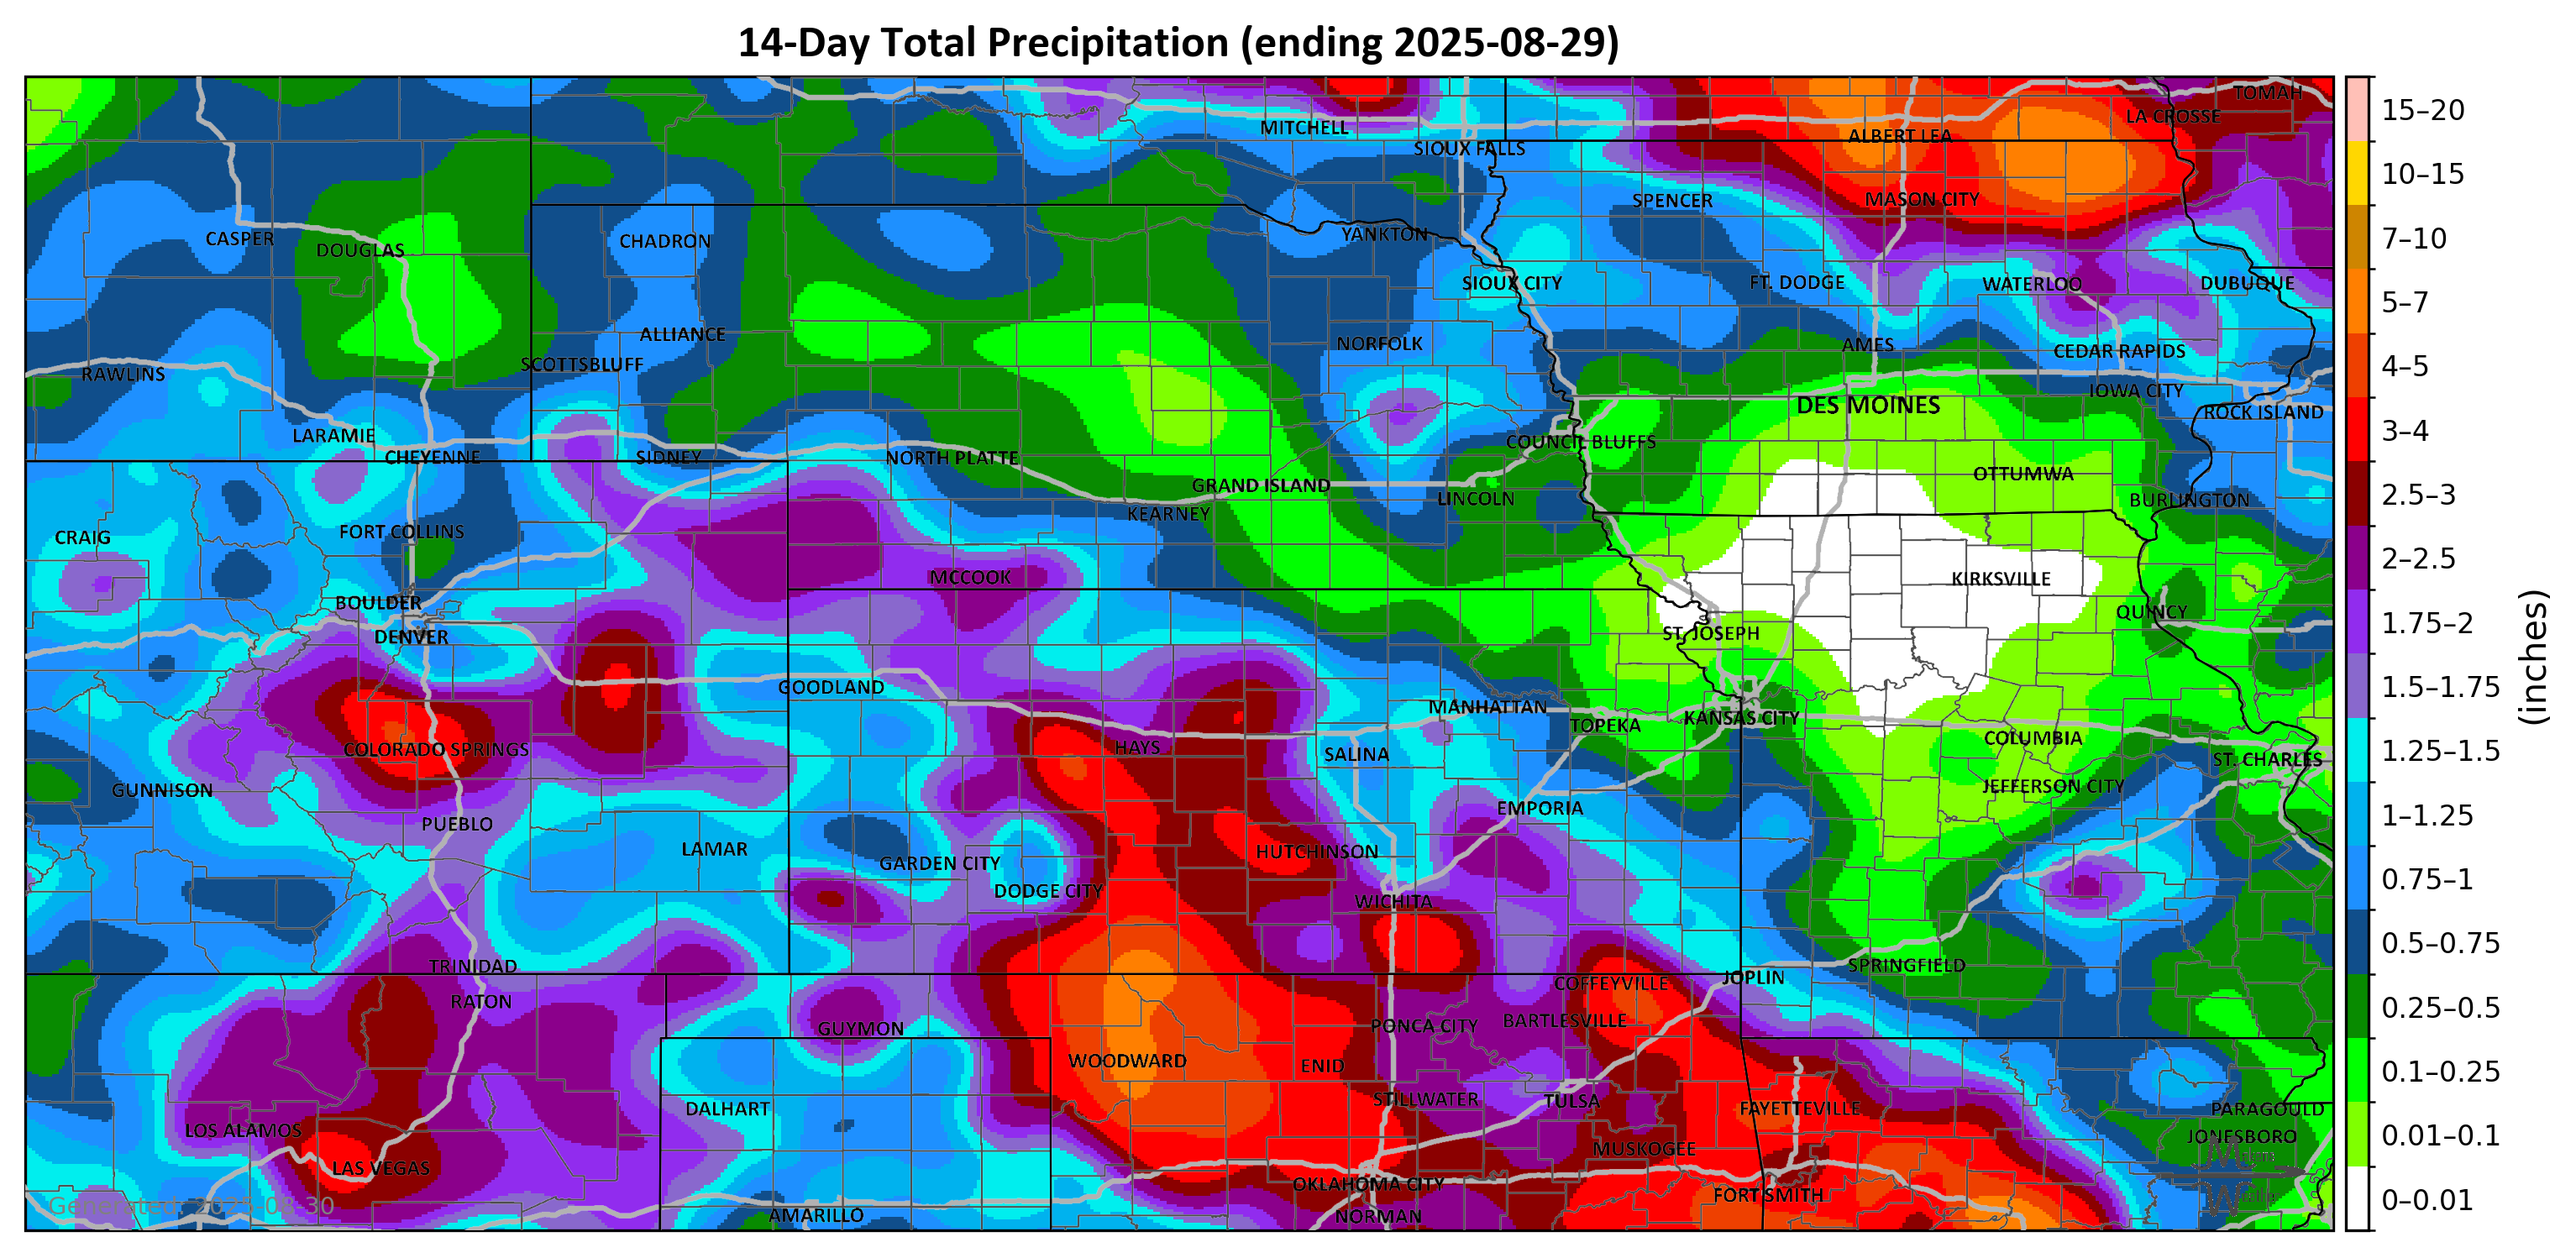 14-Day Total Precipitation (ending 2025-08-29)
TOMAH
LA CROSSE
MITCHELL
ALBERT LEA
SIOUX FALLS
SPENCER
MASON CITY
CASPER
DOUGLAS
CHADRON
YANKTON
SIOUX CITY
FT. DODGE
WATERLOO
DUBUQUE
ALLIANCE
NORFOLK
AMES
CEDAR RAPIDS
SCOTTSBLUFF
RAWLINS
IOWA CITY
DES MOINES
ROCK ISLAND
LARAMIE
COUNCIL BLUFFS
CHEYENNE
SIDNEY
NORTH PLATTE
OTTUMWA
GRAND ISLAND
LINCOLN
BURLINGTON
KEARNEY
FORT COLLINS
CRAIG
MCCOOK
KIRKSVILLE
BOULDER
QUINCY
DENVER
ST. JOSEPH
GOODLAND
MANHATTAN
KANSAS CITY
TOPEKA
COLUMBIA
COLORADO SPRINGS
HAYS
SALINA
ST. CHARLES
GUNNISON
JEFFERSON CITY
EMPORIA
PUEBLO
LAMAR
HUTCHINSON
GARDEN CITY
DODGE CITY
WICHITA
TRINIDAD
SPRINGFIELD
JOPLIN
COFFEYVILLE
RATON
GUYMON
PONCA CITY
BARTLESVILLE
WOODWARD
ENID
STILLWATER
TULSA
DALHART
FAYETTEVILLE
PARAGOULD
LOS ALAMOS
JONESBORO
MUSKOGEE
LAS VEGAS
OKLAHOMA CITY
FORT SMITH
AMARILLO
NORMAN
Generated: 2025-08-30
15–20
10–15
7–10
5–7
4–5
3–4
2.5–3
2–2.5
1.75–2
1.5–1.75
1.25–1.5
1–1.25
0.75–1
0.5–0.75
0.25–0.5
0.1–0.25
0.01–0.1
0–0.01
(inches)